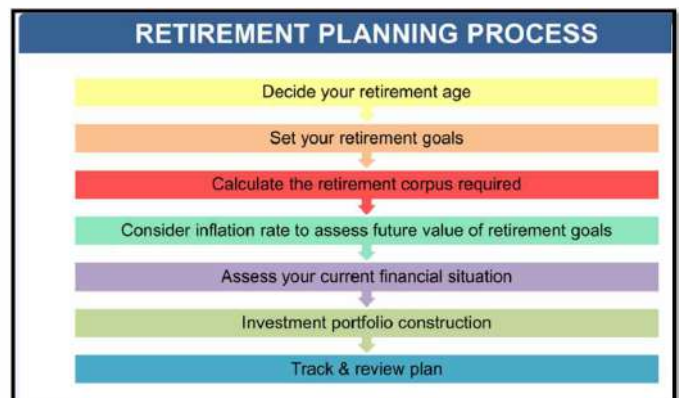 RETIREMENT PLANNING PROCESS
Decide your retirement age
Set your retirement goals
Calculate the retirement corpus required
Consider inflation rate to assess future value of retirement goals
Assess your current financial situation
Investment portfolio construction
Track & review plan